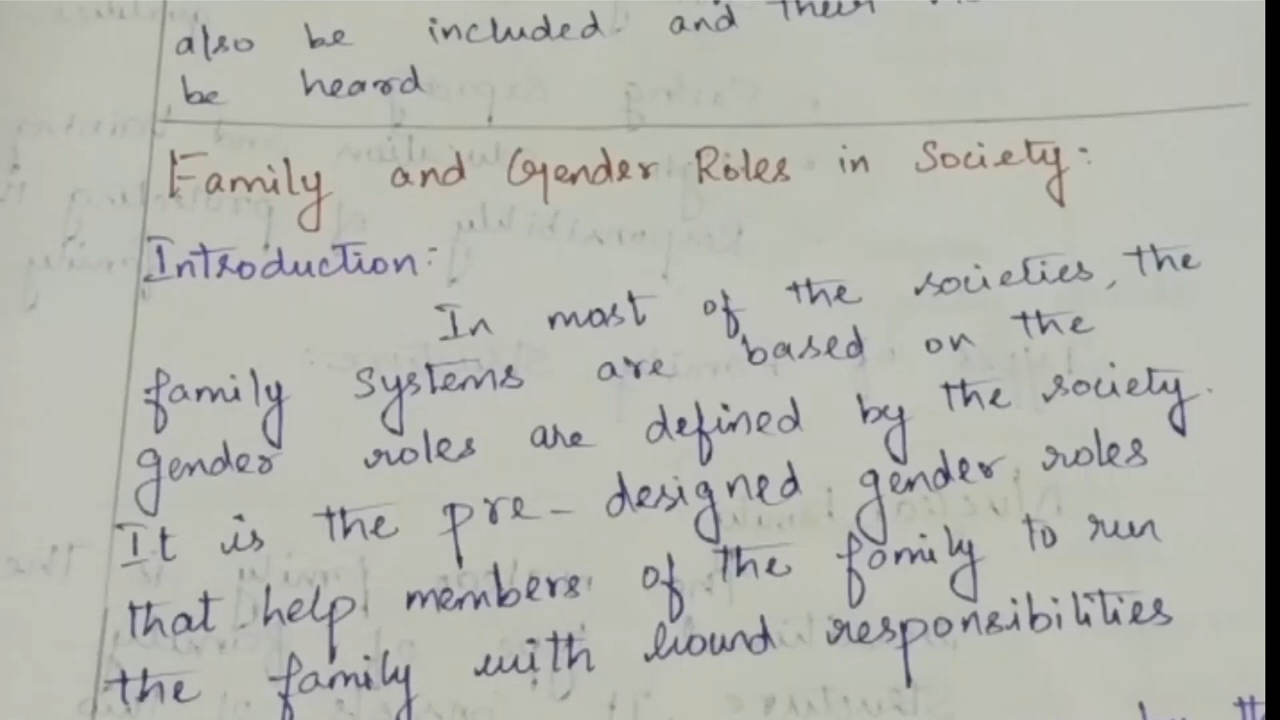 also be included and their
be heard
Family and Gender Roles in Society:
Introduction:
In most of the societies, the
family systems are based on the
gender roles are defined by the society.
It is the pre-designed gender roles
that help members of the family to run
the family with bound responsibilities